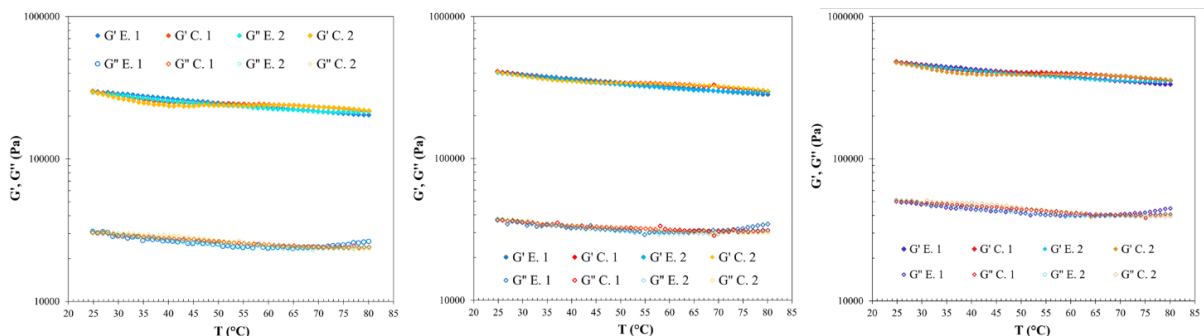 1000000
G' E. 1 G' C. 1 G'' E. 2 G' C. 2
G'' E. 1 G'' C. 1 G'' E. 2 G'' C. 2
100000
10000
G', G'' (Pa)
20 25 30 35 40 45 50 55 60 65 70 75 80 85
T (°C)
1000000
100000
10000
G', G'' (Pa)
G' E. 1 G' C. 1 G' E. 2 G' C. 2
G'' E. 1 G'' C. 1 G'' E. 2 G'' C. 2
20 25 30 35 40 45 50 55 60 65 70 75 80 85
T (°C)
1000000
100000
10000
G', G'' (Pa)
G' E. 1 G' C. 1 G' E. 2 G' C. 2
G'' E. 1 G'' C. 1 G'' E. 2 G'' C. 2
20 25 30 35 40 45 50 55 60 65 70 75 80 85
T (°C)